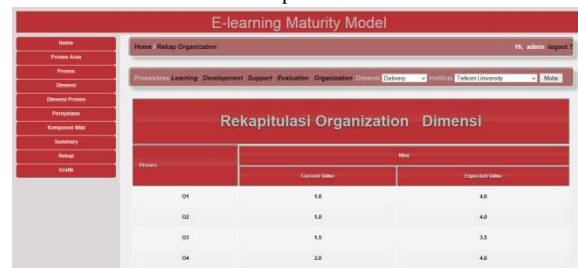 E-learning Maturity Model
Home
Proses Area
Proses
Dimensi
Dimensi Proses
Pernyataan
Komponen Nilai
Summary
Rekap
Grafik
Home / Rekap Organization
Hi, admin logout ?
ProsesArea Learning Development Support Evaluation Organization Dimensi Delivery Institusi Telkom University Mulai
Rekapitulasi Organization Dimensi
Proses Nilai
Current Value Expected Value
O1 1.0 4.0
O2 1.0 4.0
O3 1.5 3.5
O4 2.0 4.0